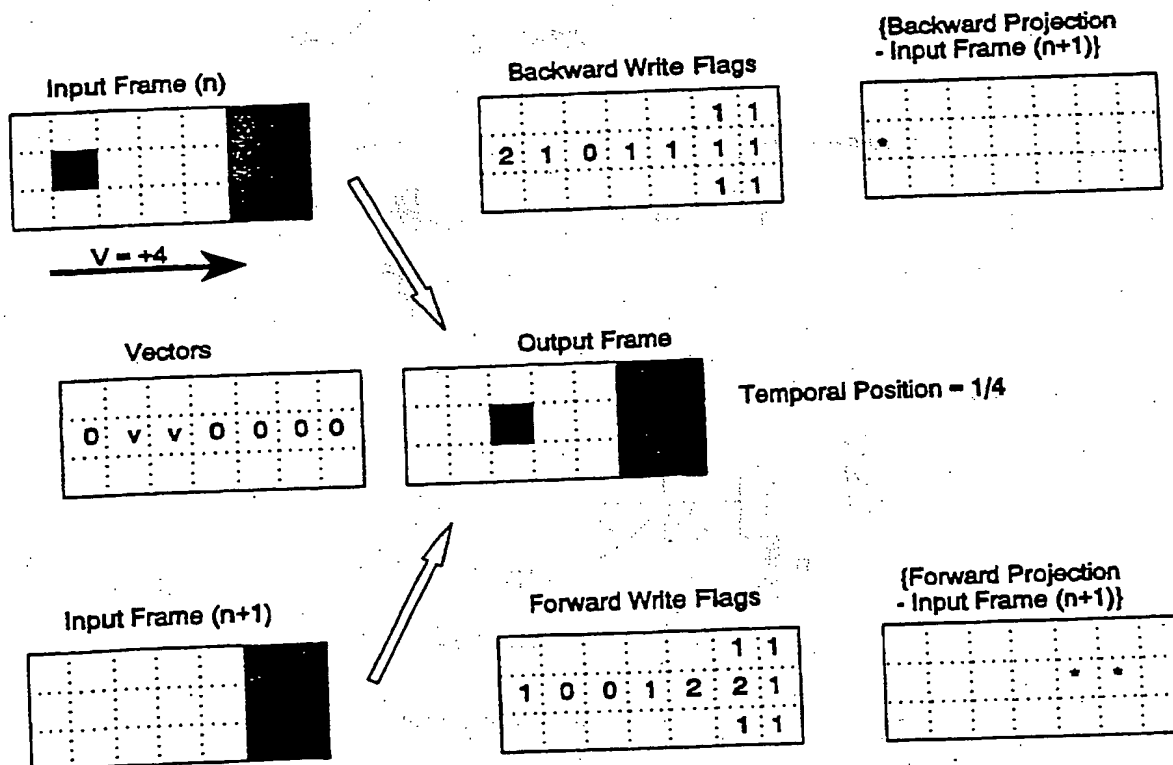 Input Frame (n)
V = +4
Backward Write Flags
1 1
2 1 0 1 1 1 1
1 1
{Backward Projection
- Input Frame (n+1)}
*
Vectors
0 v v 0 0 0 0
Output Frame
Temporal Position = 1/4
Input Frame (n+1)
Forward Write Flags
1 1
1 0 0 1 2 2 1
1 1
{Forward Projection
- Input Frame (n+1)}
* *